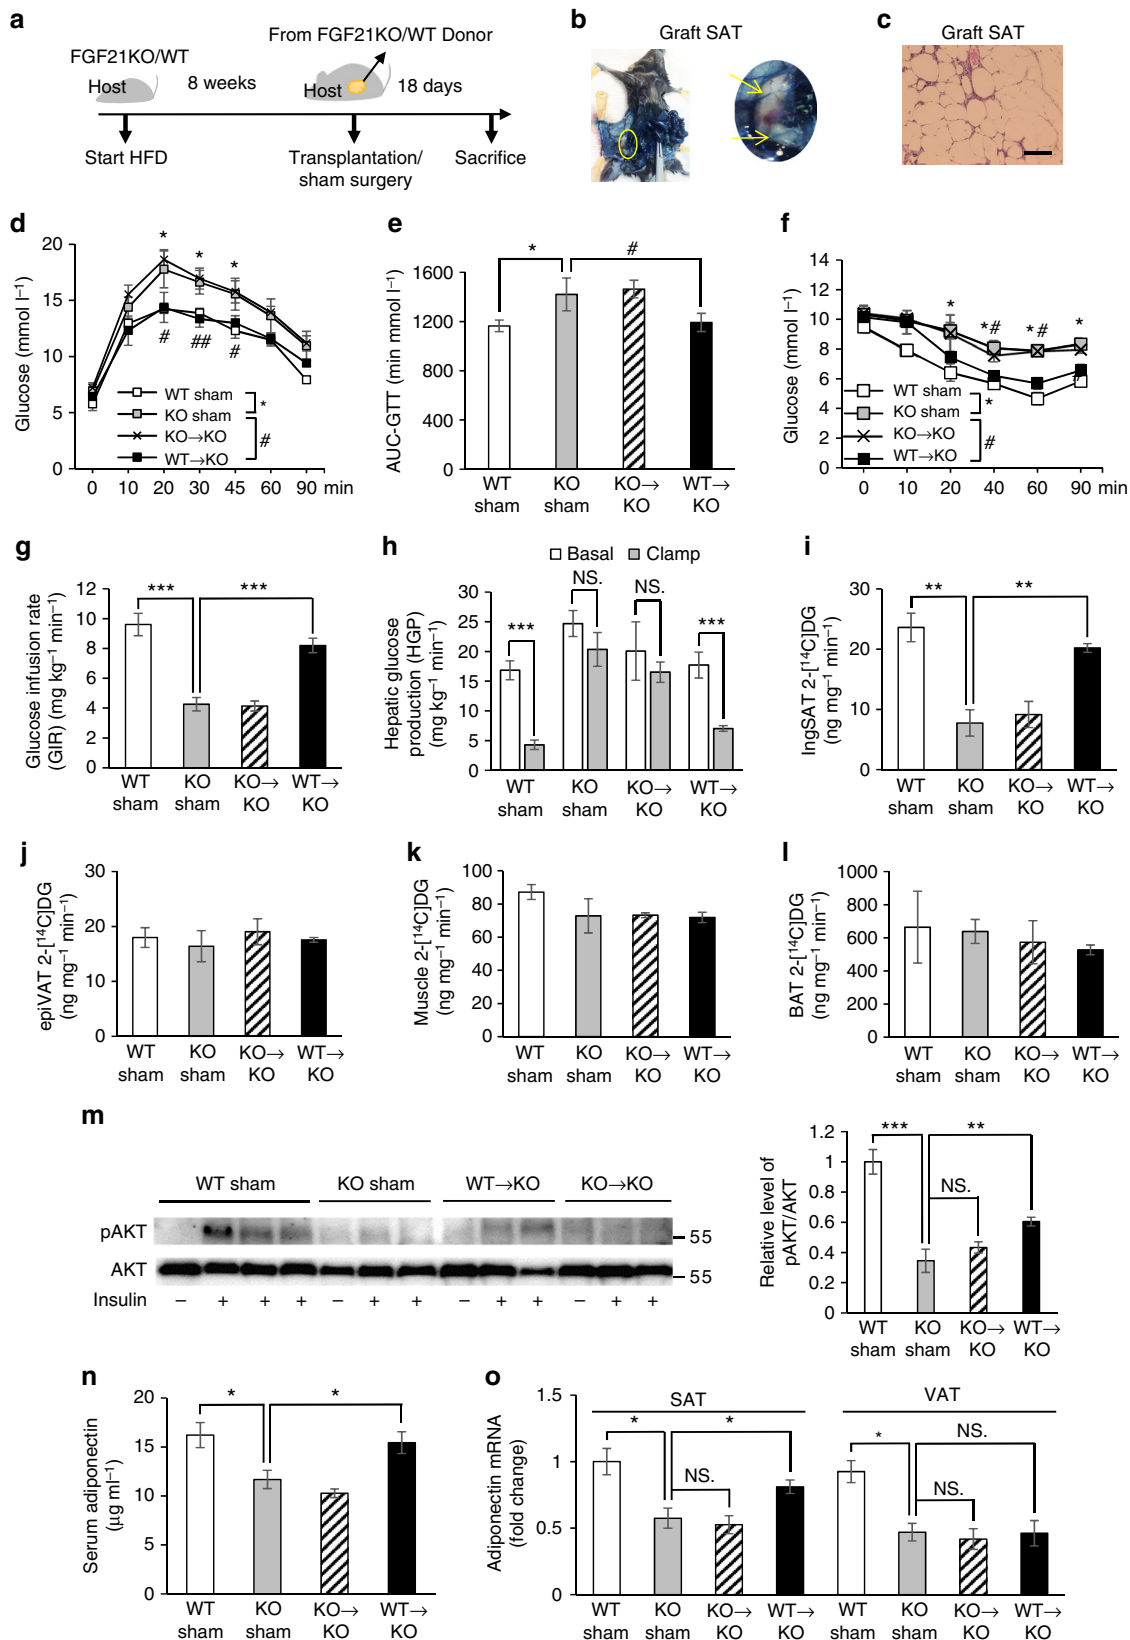 a
From FGF21KO/WT Donor
FGF21KO/WT
Host
8 weeks
Host
18 days
Start HFD
Transplantation/
sham surgery
Sacrifice
b
Graft SAT
c
Graft SAT
d
Glucose (mmol l⁻¹)
20
15
10
5
0
* * *
# ## #
WT sham
KO sham
KO→KO
WT→KO
*
#
0 10 20 30 45 60 90 min
e
AUC-GTT (min mmol l⁻¹)
1600
1200
800
400
0
* #
WT
sham
KO
sham
KO→
KO
WT→
KO
f
Glucose (mmol l⁻¹)
14
12
10
8
6
4
2
0
* *# *# *
#
WT sham
KO sham
KO→KO
WT→KO
*
#
0 10 20 40 60 90 min
g
Glucose infusion rate
(GIR) (mg kg⁻¹ min⁻¹)
12
10
8
6
4
2
0
*** ***
WT
sham
KO
sham
KO→
KO
WT→
KO
h
Basal Clamp
Hepatic glucose
production (HGP)
(mg kg⁻¹ min⁻¹)
30
25
20
15
10
5
0
*** NS. NS. ***
WT
sham
KO
sham
KO→
KO
WT→
KO
i
IngSAT 2-[¹⁴C]DG
(ng mg⁻¹ min⁻¹)
30
20
10
0
** **
WT
sham
KO
sham
KO→
KO
WT→
KO
j
epiVAT 2-[¹⁴C]DG
(ng mg⁻¹ min⁻¹)
30
20
10
0
WT
sham
KO
sham
KO→
KO
WT→
KO
k
Muscle 2-[¹⁴C]DG
(ng mg⁻¹ min⁻¹)
100
80
60
40
20
0
WT
sham
KO
sham
KO→
KO
WT→
KO
l
BAT 2-[¹⁴C]DG
(ng mg⁻¹ min⁻¹)
1000
800
600
400
200
0
WT
sham
KO
sham
KO→
KO
WT→
KO
m
WT sham KO sham WT→KO KO→KO
pAKT
55
AKT
55
Insulin – + + + – + + – + + – + +
Relative level of
pAKT/AKT
1.2
1
0.8
0.6
0.4
0.2
0
*** **
NS.
WT
sham
KO
sham
KO→
KO
WT→
KO
n
Serum adiponectin
(µg ml⁻¹)
20
15
10
5
0
* *
WT
sham
KO
sham
KO→
KO
WT→
KO
o
Adiponectin mRNA
(fold change)
1.5
1
0.5
0
SAT
* *
NS.
VAT
* NS.
NS.
WT
sham
KO
sham
KO→
KO
WT→
KO
WT
sham
KO
sham
KO→
KO
WT→
KO